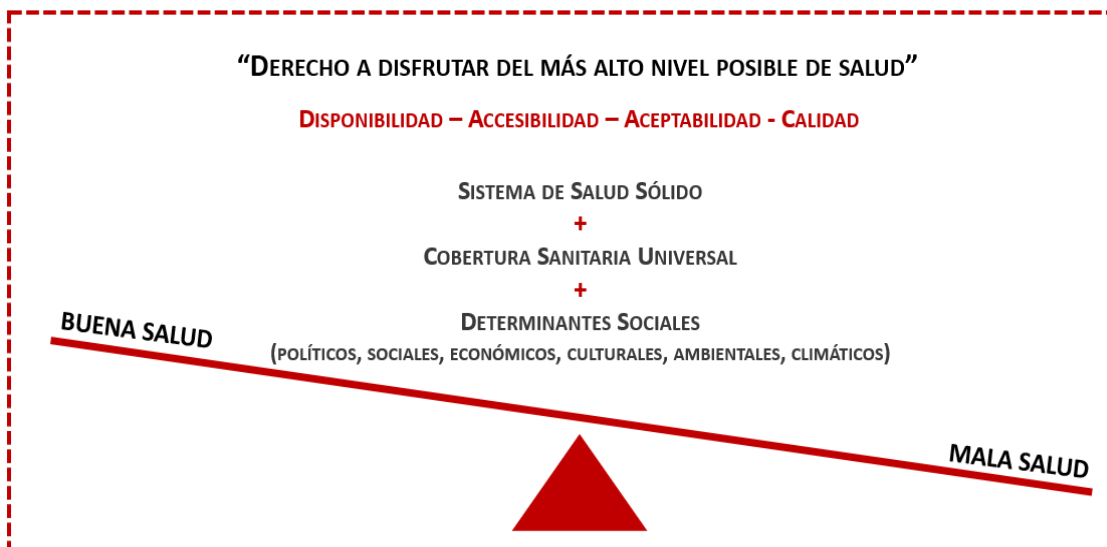 “DERECHO A DISFRUTAR DEL MÁS ALTO NIVEL POSIBLE DE SALUD”
DISPONIBILIDAD – ACCESIBILIDAD – ACEPTABILIDAD - CALIDAD
SISTEMA DE SALUD SÓLIDO
+
COBERTURA SANITARIA UNIVERSAL
+
DETERMINANTES SOCIALES
(POLÍTICOS, SOCIALES, ECONÓMICOS, CULTURALES, AMBIENTALES, CLIMÁTICOS)
BUENA SALUD
MALA SALUD